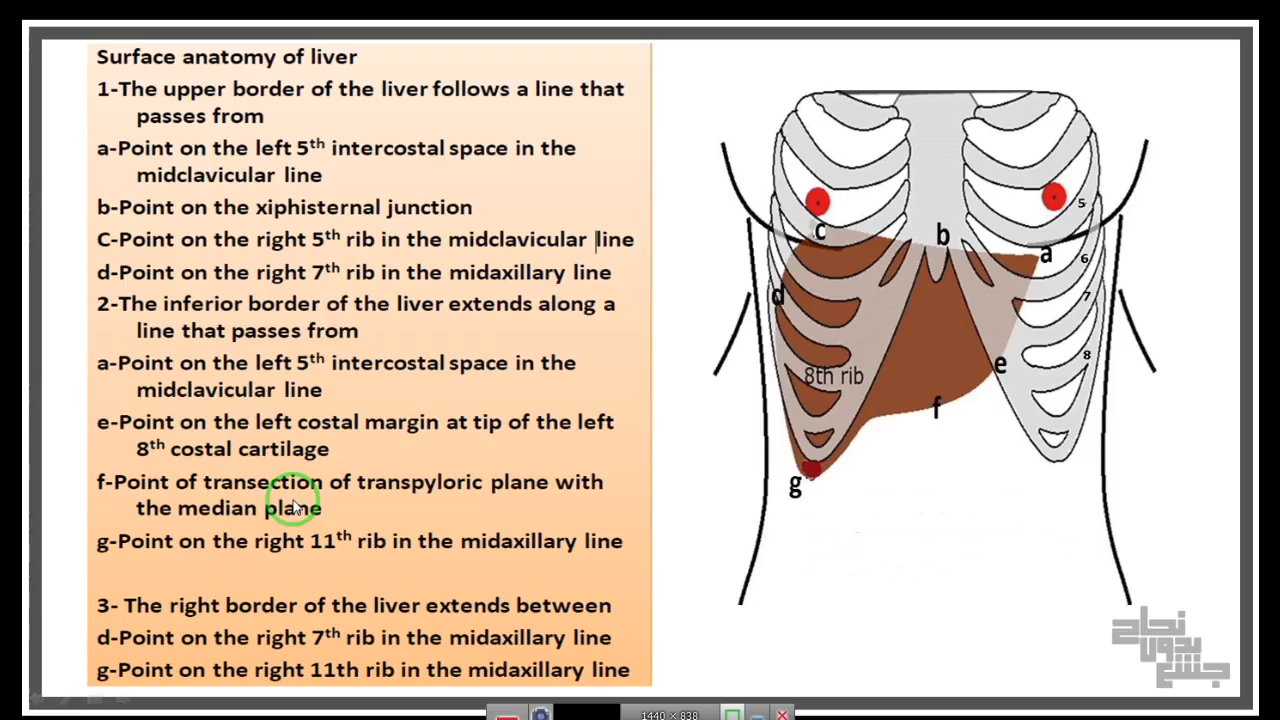 Surface anatomy of liver
1-The upper border of the liver follows a line that
passes from
a-Point on the left 5th intercostal space in the
midclavicular line
b-Point on the xiphisternal junction
C-Point on the right 5th rib in the midclavicular line
d-Point on the right 7th rib in the midaxillary line
2-The inferior border of the liver extends along a
line that passes from
a-Point on the left 5th intercostal space in the
midclavicular line
e-Point on the left costal margin at tip of the left
8th costal cartilage
f-Point of transection of transpyloric plane with
the median plane
g-Point on the right 11th rib in the midaxillary line
3- The right border of the liver extends between
d-Point on the right 7th rib in the midaxillary line
g-Point on the right 11th rib in the midaxillary line
5
c
b
a
6
d
7
8
e
8th rib
f
g
نجاح
بدون
جشع
1440 × 838